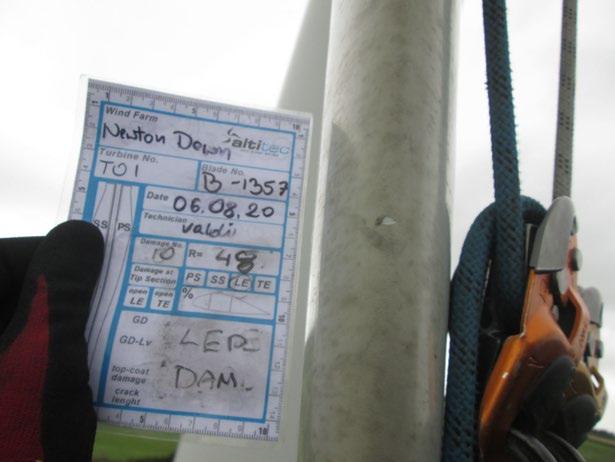 Wind Farm
Newton Down
altitec
Turbine No.
Blade No.
T01
B-1357
Date 06.08.20
Technician Valdis
SS PS
Damage No. R=
10 48
Damage at Tip Section
PS SS LE TE
open LE
open TE
%
GD
GD-Lv
LEP
top-coat damage
DAM.
crack lenght
10